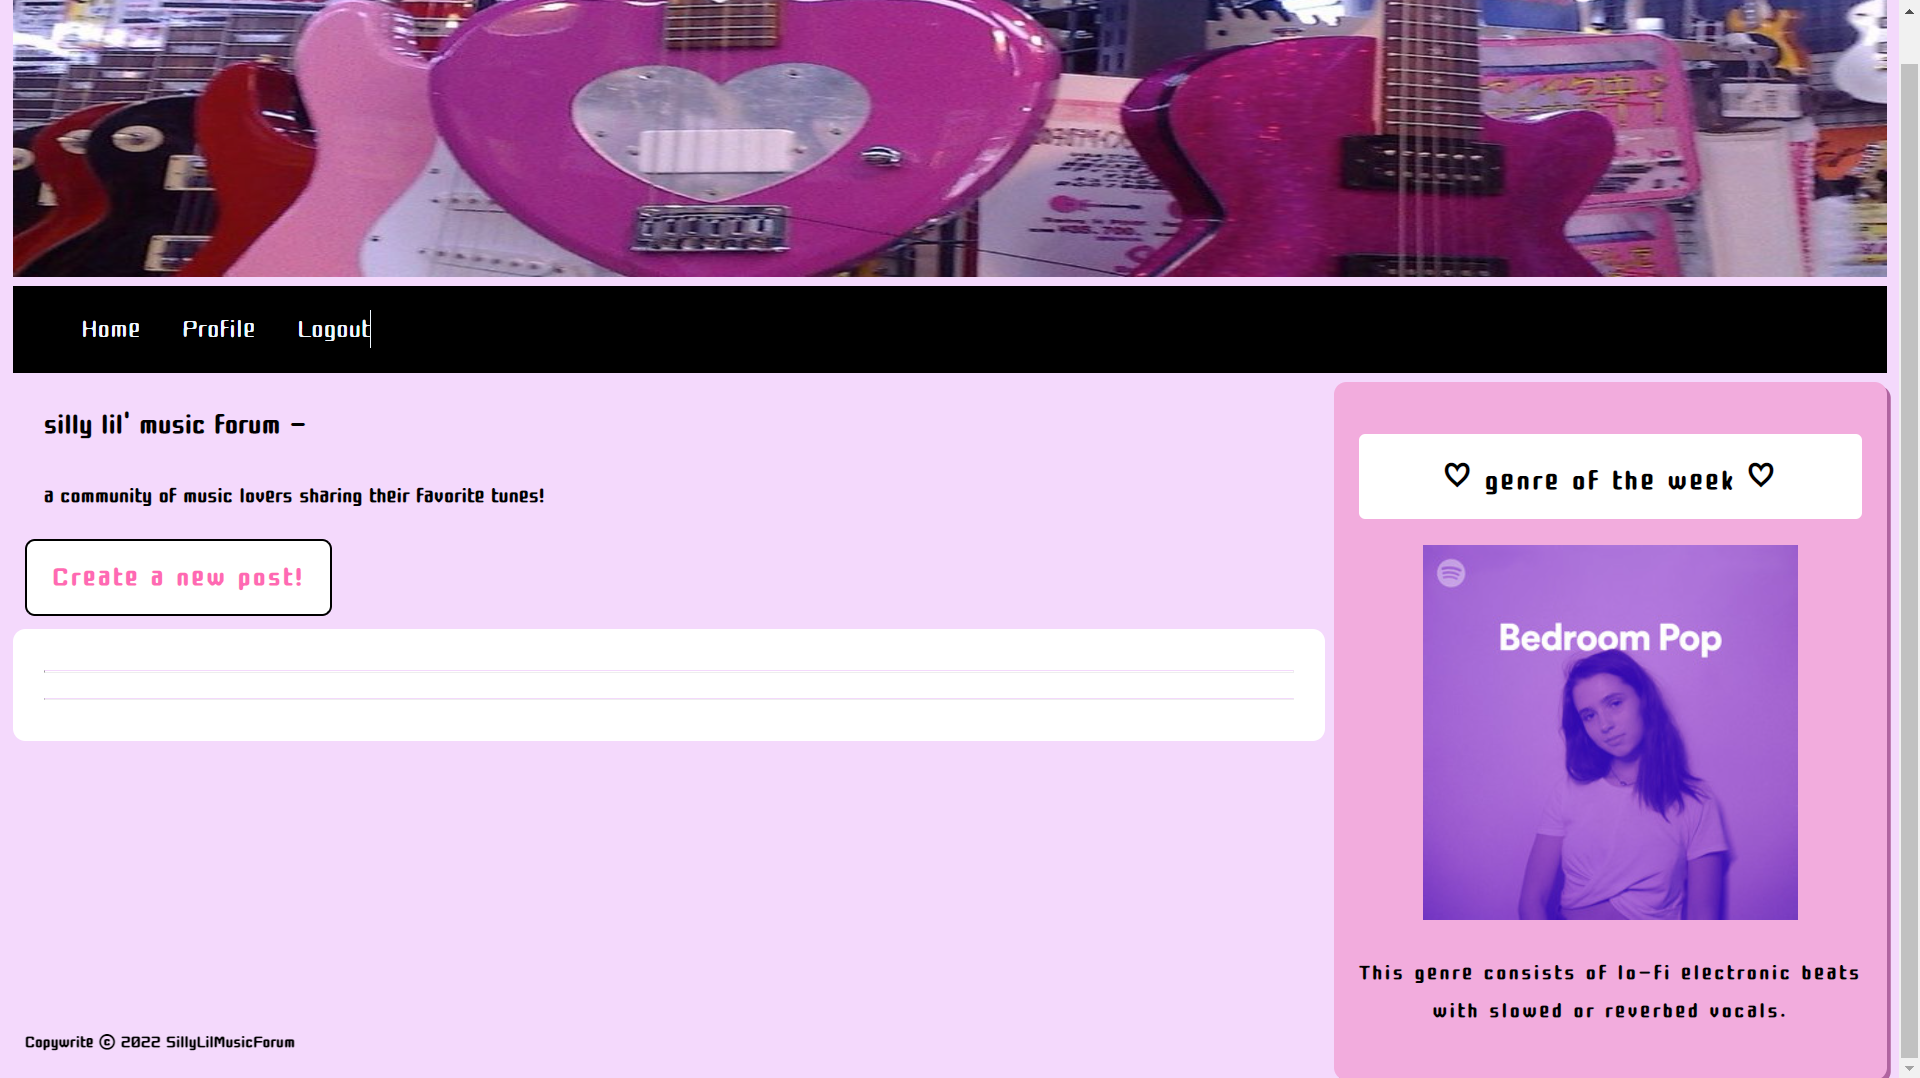 Home Profile Logout
silly lil' music forum -
a community of music lovers sharing their favorite tunes!
Create a new post!
♡ genre of the week ♡
Bedroom Pop
This genre consists of lo-fi electronic beats
with slowed or reverbed vocals.
Copywrite © 2022 SillyLilMusicForum